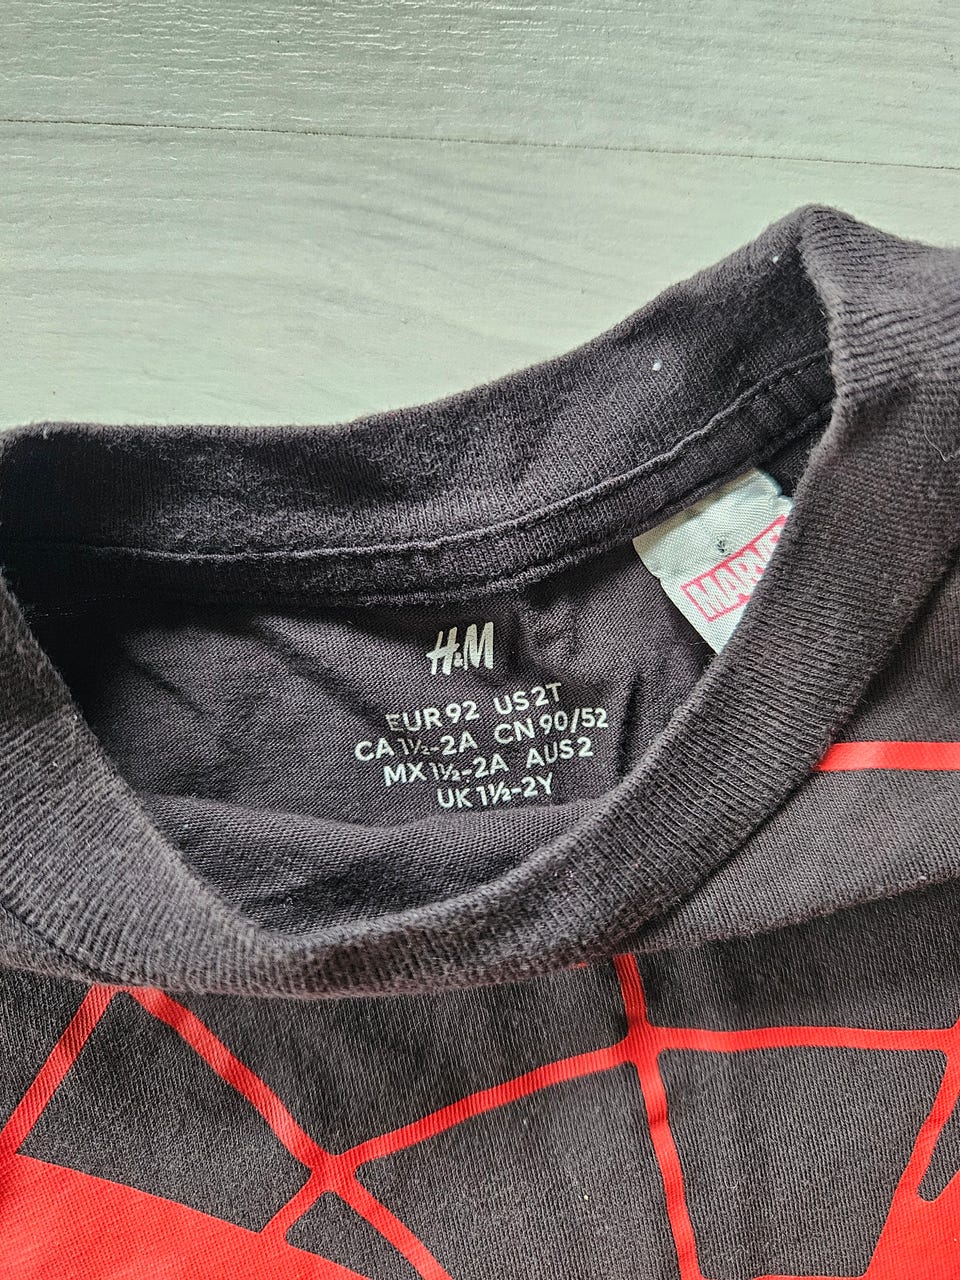 H&M
EUR 92 US 2T
CA 1½-2A CN 90/52
MX 1½-2A AUS 2
UK 1½-2Y
MARVE